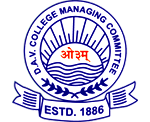 D.A.V. COLLEGE MANAGING COMMITTEE
ओ३म्
ESTD. 1886